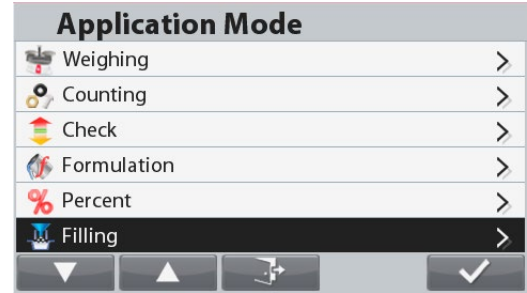 Application Mode
Weighing
Counting
Check
Formulation
Percent
Filling